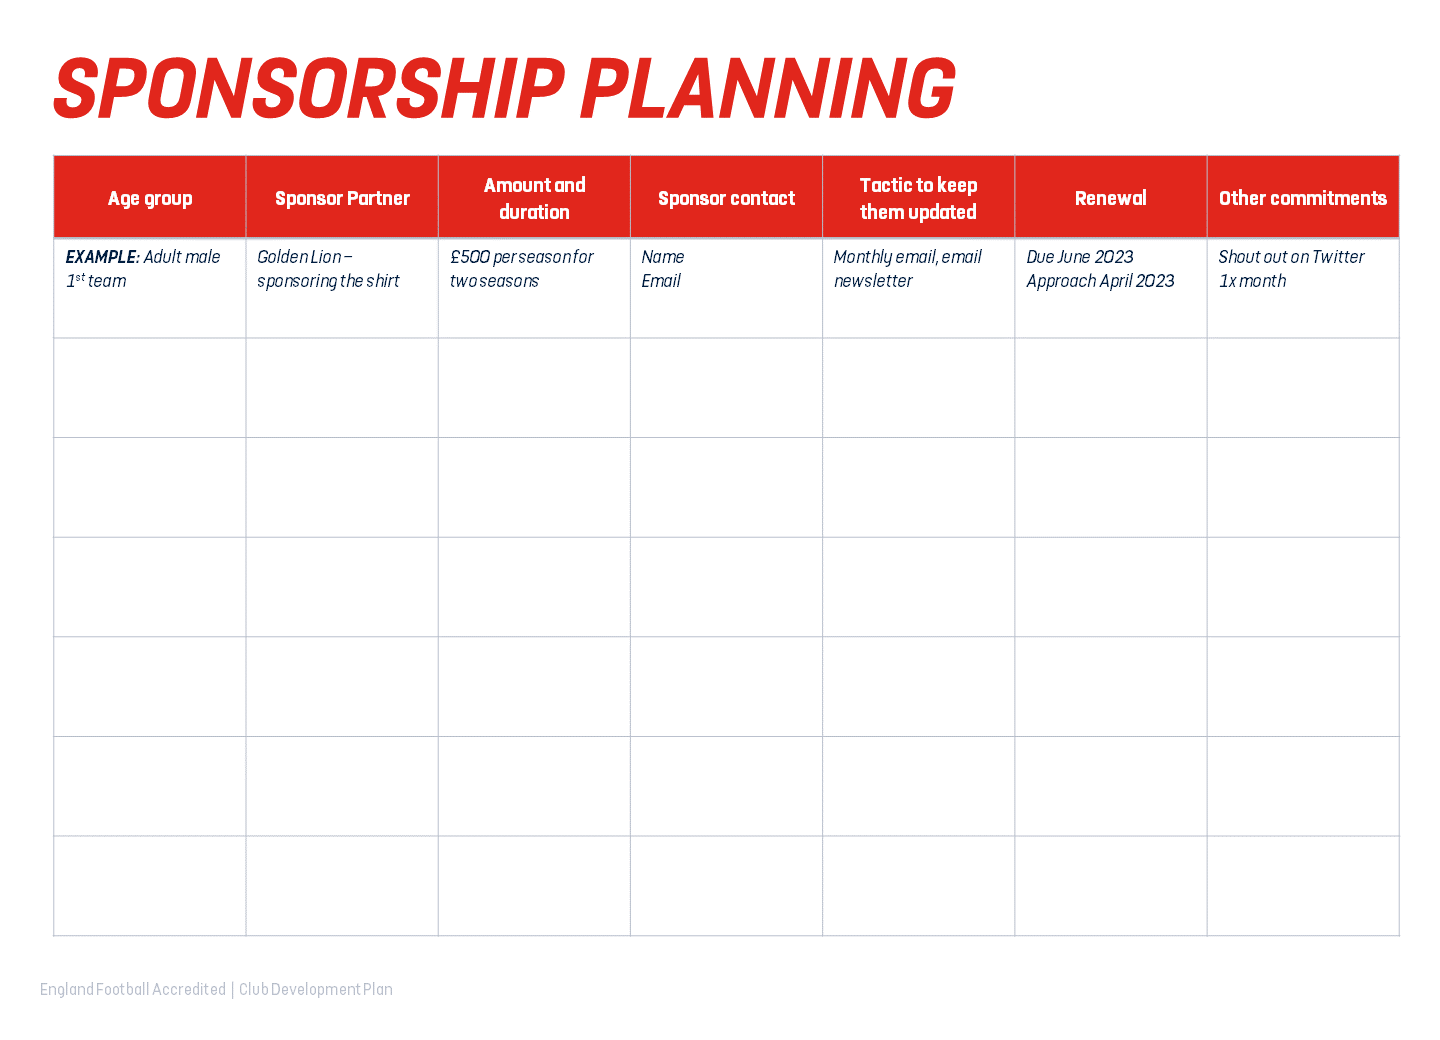 SPONSORSHIP PLANNING
Age group
Sponsor Partner
Amount and
duration
Sponsor contact
Tactic to keep
them updated
Renewal
Other commitments
EXAMPLE: Adult male
1st team
Golden Lion –
sponsoring the shirt
£500 per season for
two seasons
Name
Email
Monthly email, email
newsletter
Due June 2023
Approach April 2023
Shout out on Twitter
1x month
England Football Accredited | Club Development Plan